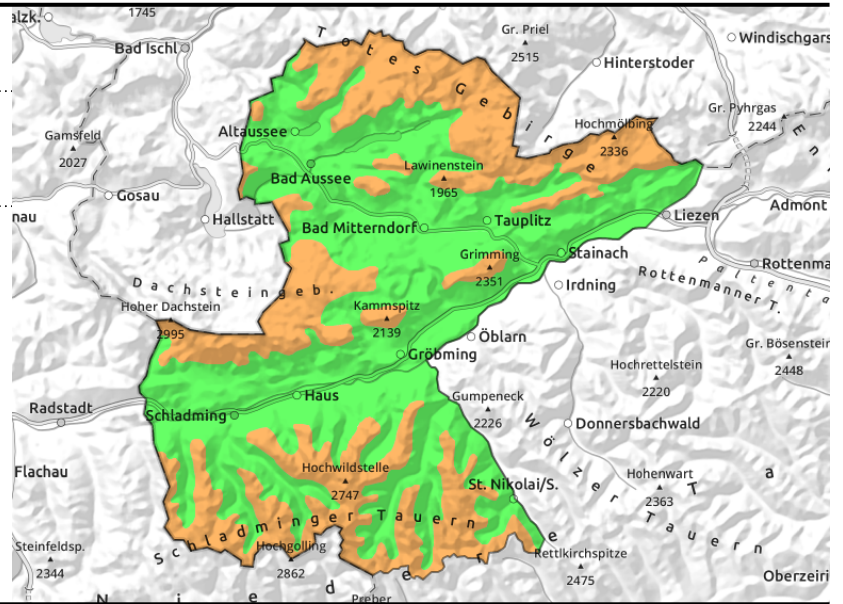 alzk.
1745
Bad Ischl
Totes Gebirge
Gr. Priel
2515
Windischgars
Hinterstoder
Gr. Pyhrgas
2244
Enn
Hochmölbing
2336
Gamsfeld
2027
Altaussee
Lawinenstein
1965
Bad Aussee
Gosau
Admont
nau
Hallstatt
Bad Mitterndorf
Tauplitz
Liezen
Stainach
Grimming
2351
Paltenta
Rottenma
Rottenmanner T.
Irdning
Dachsteingeb.
Hoher Dachstein
2995
Kammspitz
2139
Öblarn
Gröbming
Gr. Bösenstein
2448
Hochrettelstein
2220
Haus
Gumpeneck
2226
Radstadt
Schladming
Donnersbachwald
Wölzer Tauern
Flachau
Hochwildstelle
2747
St. Nikolai/S.
Hohenwart
2363
T a
Schladminger Tauern
Steinfeldsp.
2344
Hochgolling
2862
Rettlkirchspitze
2475
Oberzeiri
Niedere
Preber